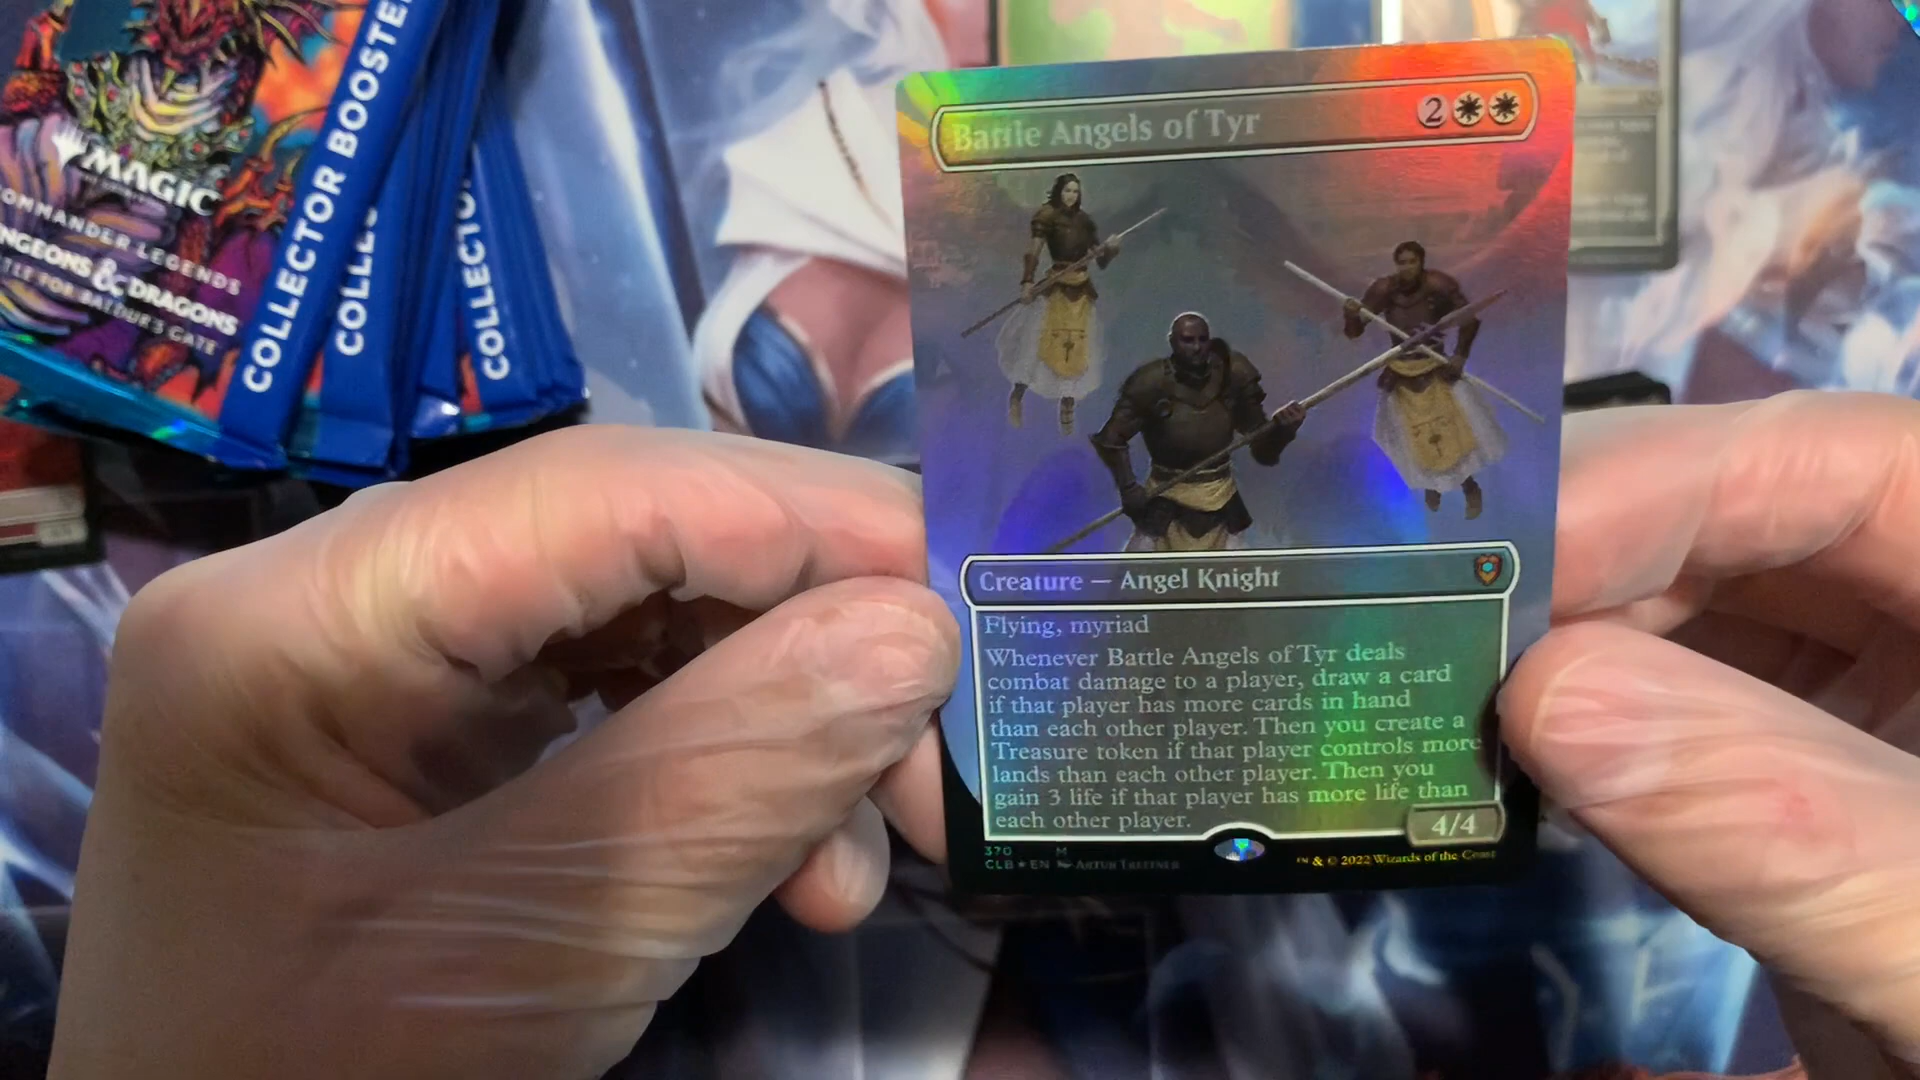 MAGIC
COMMANDER LEGENDS
DUNGEONS & DRAGONS
BATTLE FOR BALDUR'S GATE
COLLECTOR BOOSTER
COLLEC
COLLECTO
Battle Angels of Tyr 2
Creature — Angel Knight
Flying, myriad
Whenever Battle Angels of Tyr deals
combat damage to a player, draw a card
if that player has more cards in hand
than each other player. Then you create a
Treasure token if that player controls more
lands than each other player. Then you
gain 3 life if that player has more life than
each other player.
4/4
370 M
CLB ★ EN Artur Treffner
™ & © 2022 Wizards of the Coast